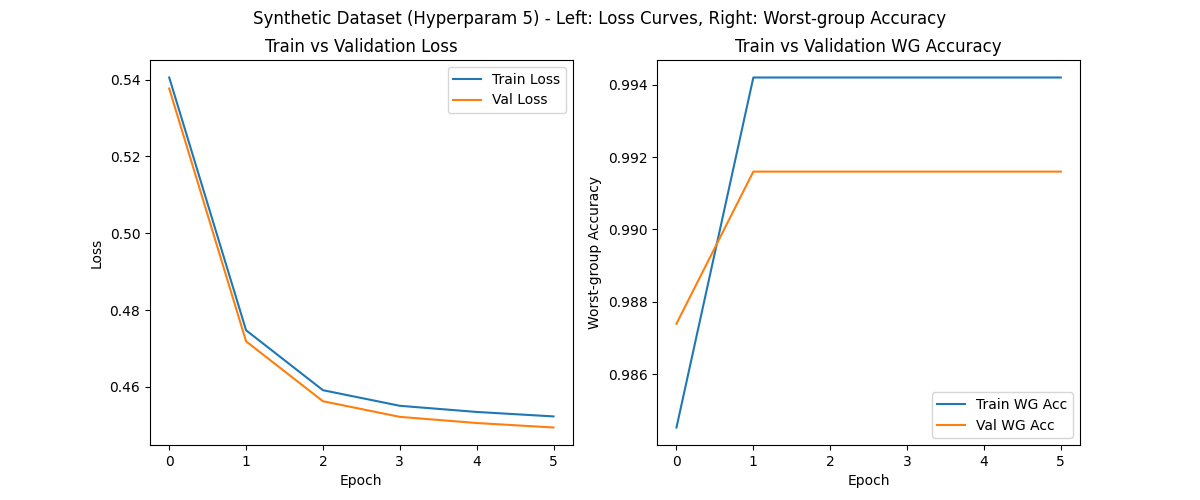 Synthetic Dataset (Hyperparam 5) - Left: Loss Curves, Right: Worst-group Accuracy
Train vs Validation Loss
Train Loss
Val Loss
0.54
0.52
0.50
0.48
0.46
Loss
0 1 2 3 4 5
Epoch
Train vs Validation WG Accuracy
0.994
0.992
0.990
0.988
0.986
Worst-group Accuracy
Train WG Acc
Val WG Acc
0 1 2 3 4 5
Epoch